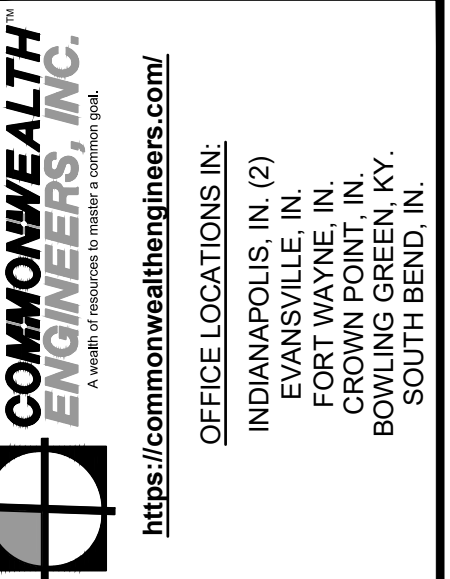 COMMONWEALTH™
ENGINEERS, INC.
A wealth of resources to master a common goal.
https://commonwealthengineers.com/
OFFICE LOCATIONS IN:
INDIANAPOLIS, IN. (2)
EVANSVILLE, IN.
FORT WAYNE, IN.
CROWN POINT, IN.
BOWLING GREEN, KY.
SOUTH BEND, IN.